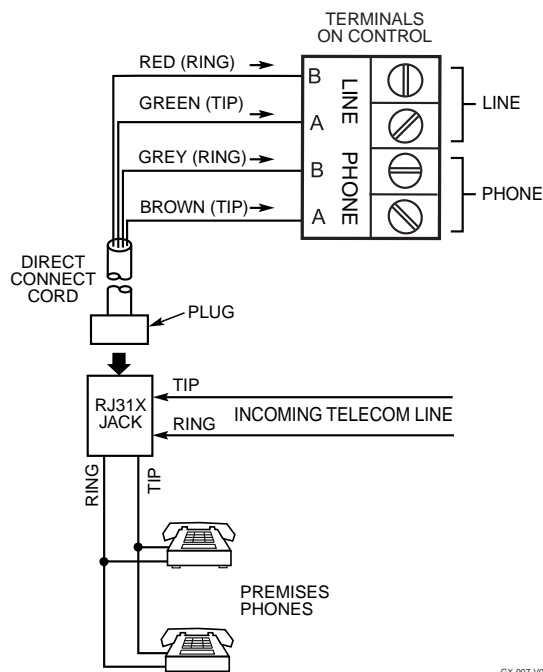 TERMINALS
ON CONTROL
RED (RING)
B
LINE
LINE
GREEN (TIP)
A
GREY (RING)
B
PHONE
PHONE
BROWN (TIP)
A
DIRECT
CONNECT
CORD
PLUG
RJ31X
JACK
TIP
INCOMING TELECOM LINE
RING
RING
TIP
PREMISES
PHONES